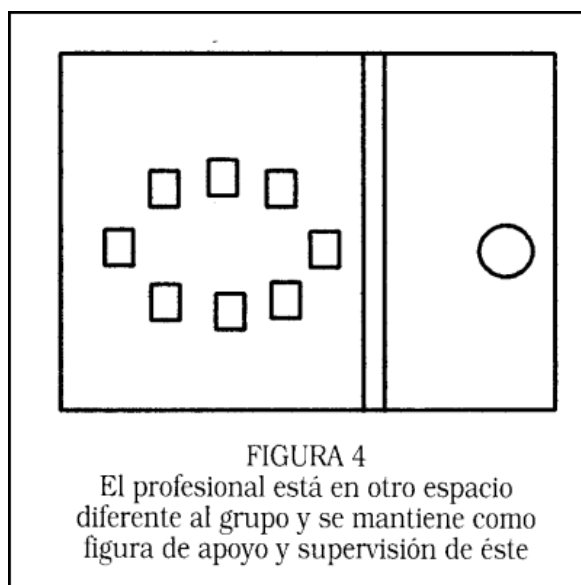 FIGURA 4
El profesional está en otro espacio
diferente al grupo y se mantiene como
figura de apoyo y supervisión de éste